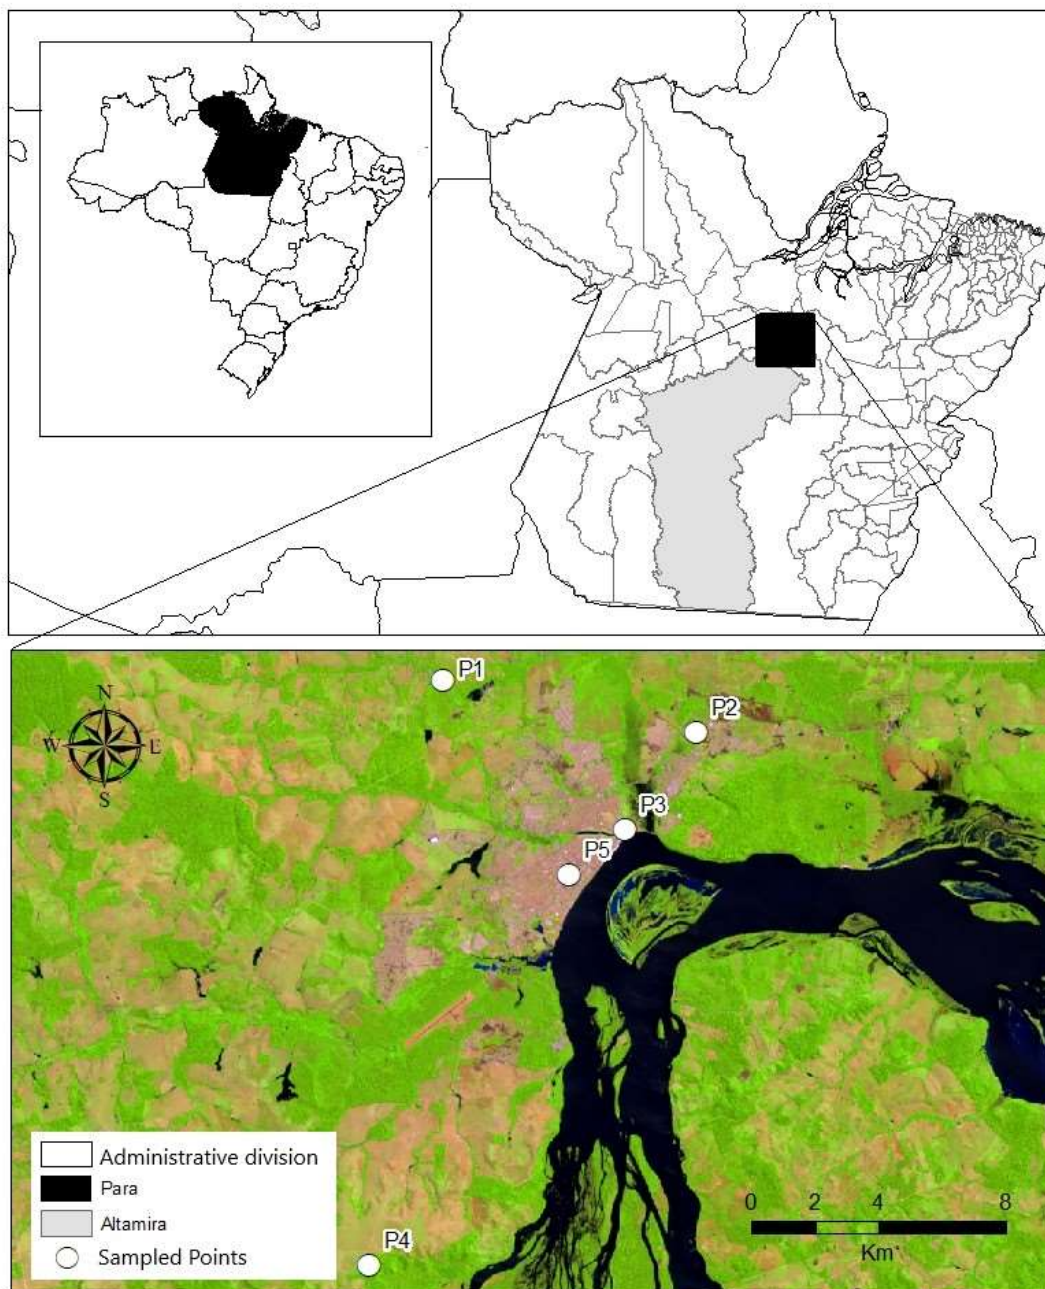 P1
P2
N
W E
S
P3
P5
Administrative division
Para
Altamira
Sampled Points
P4
0 2 4 8
Km